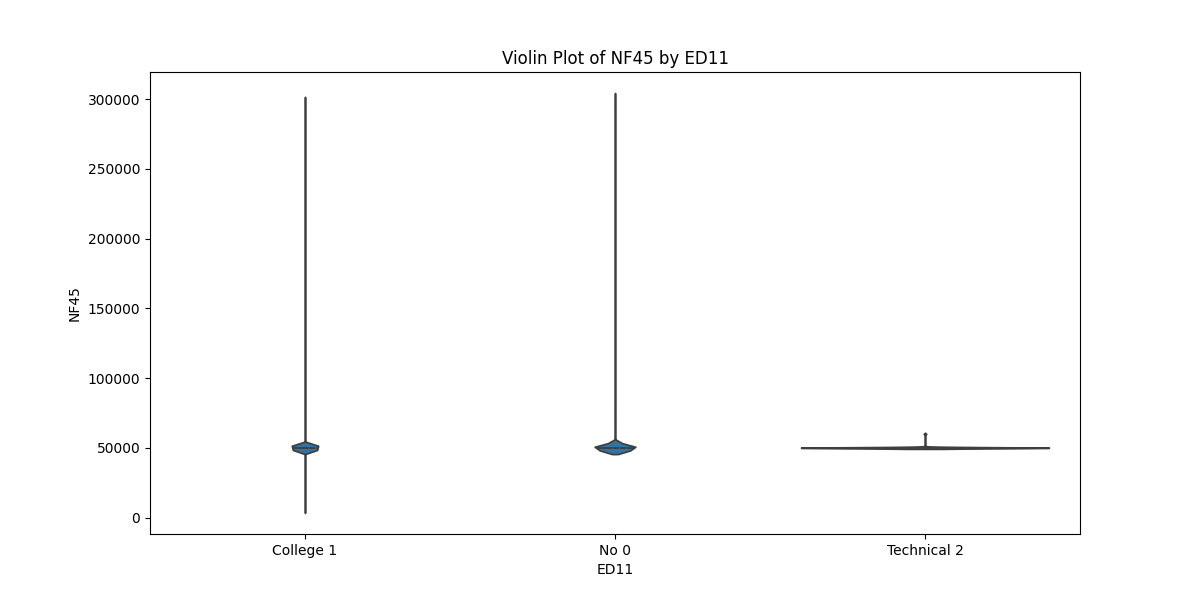 Violin Plot of NF45 by ED11
300000
250000
200000
150000
100000
50000
0
NF45
College 1
No 0
Technical 2
ED11